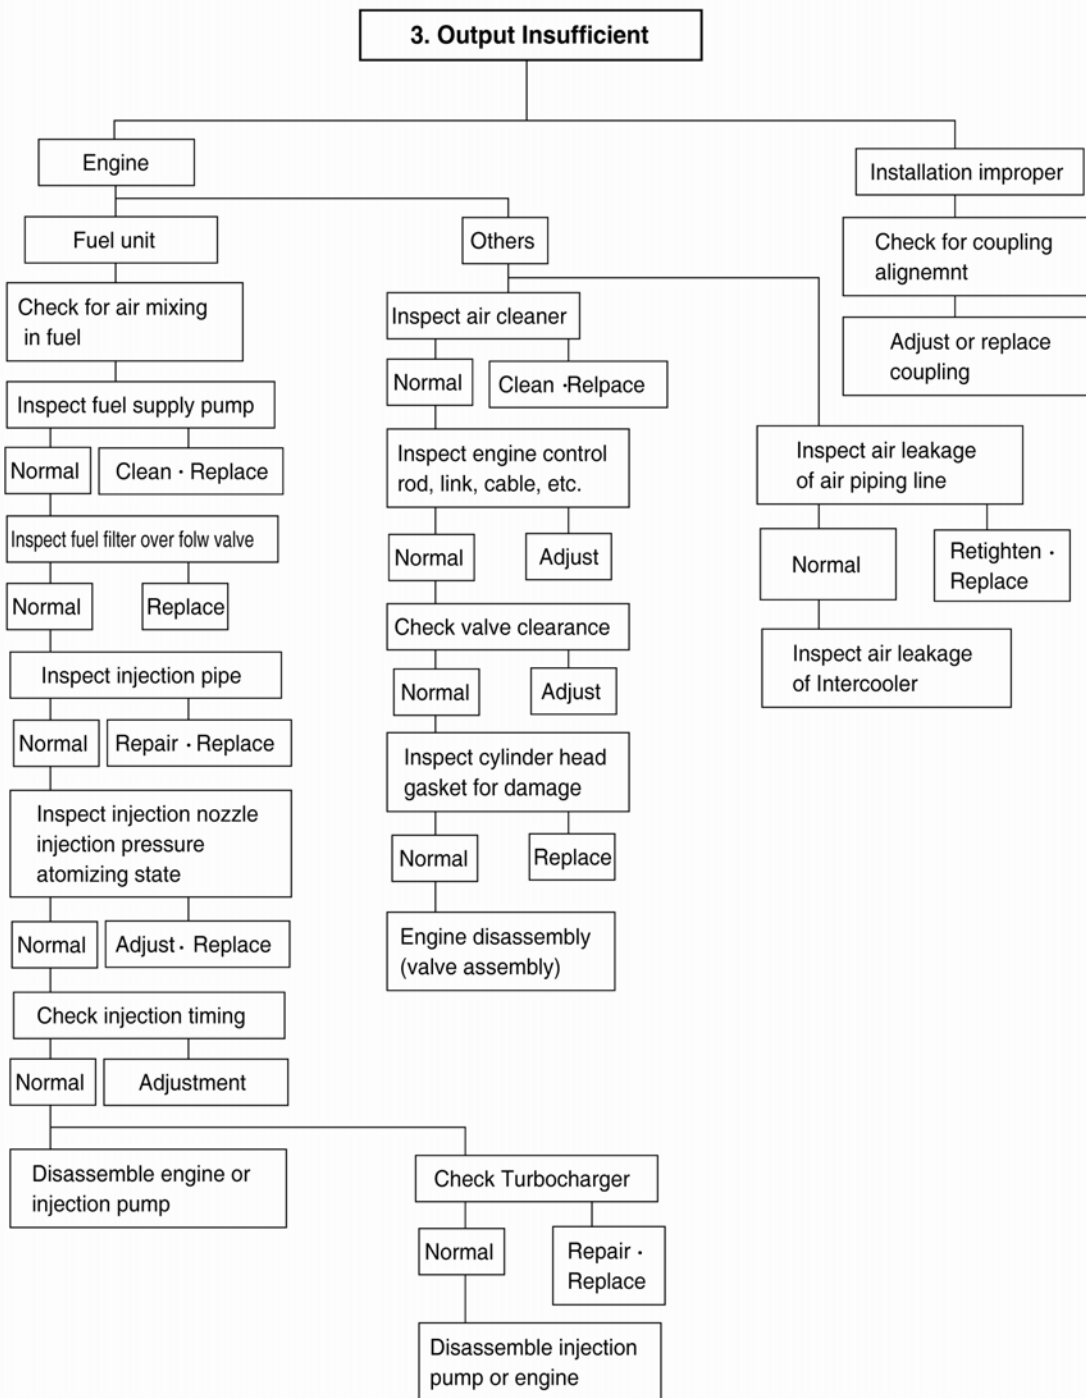 3. Output Insufficient
Engine
Installation improper
Fuel unit
Others
Check for coupling
alignemnt
Check for air mixing
in fuel
Inspect air cleaner
Adjust or replace
coupling
Normal
Clean ·Relpace
Inspect fuel supply pump
Inspect engine control
rod, link, cable, etc.
Inspect air leakage
of air piping line
Normal
Clean · Replace
Inspect fuel filter over folw valve
Normal
Adjust
Normal
Retighten ·
Replace
Normal
Replace
Check valve clearance
Inspect air leakage
of Intercooler
Inspect injection pipe
Normal
Adjust
Normal
Repair · Replace
Inspect cylinder head
gasket for damage
Inspect injection nozzle
injection pressure
atomizing state
Normal
Replace
Normal
Adjust · Replace
Engine disassembly
(valve assembly)
Check injection timing
Normal
Adjustment
Disassemble engine or
injection pump
Check Turbocharger
Normal
Repair ·
Replace
Disassemble injection
pump or engine